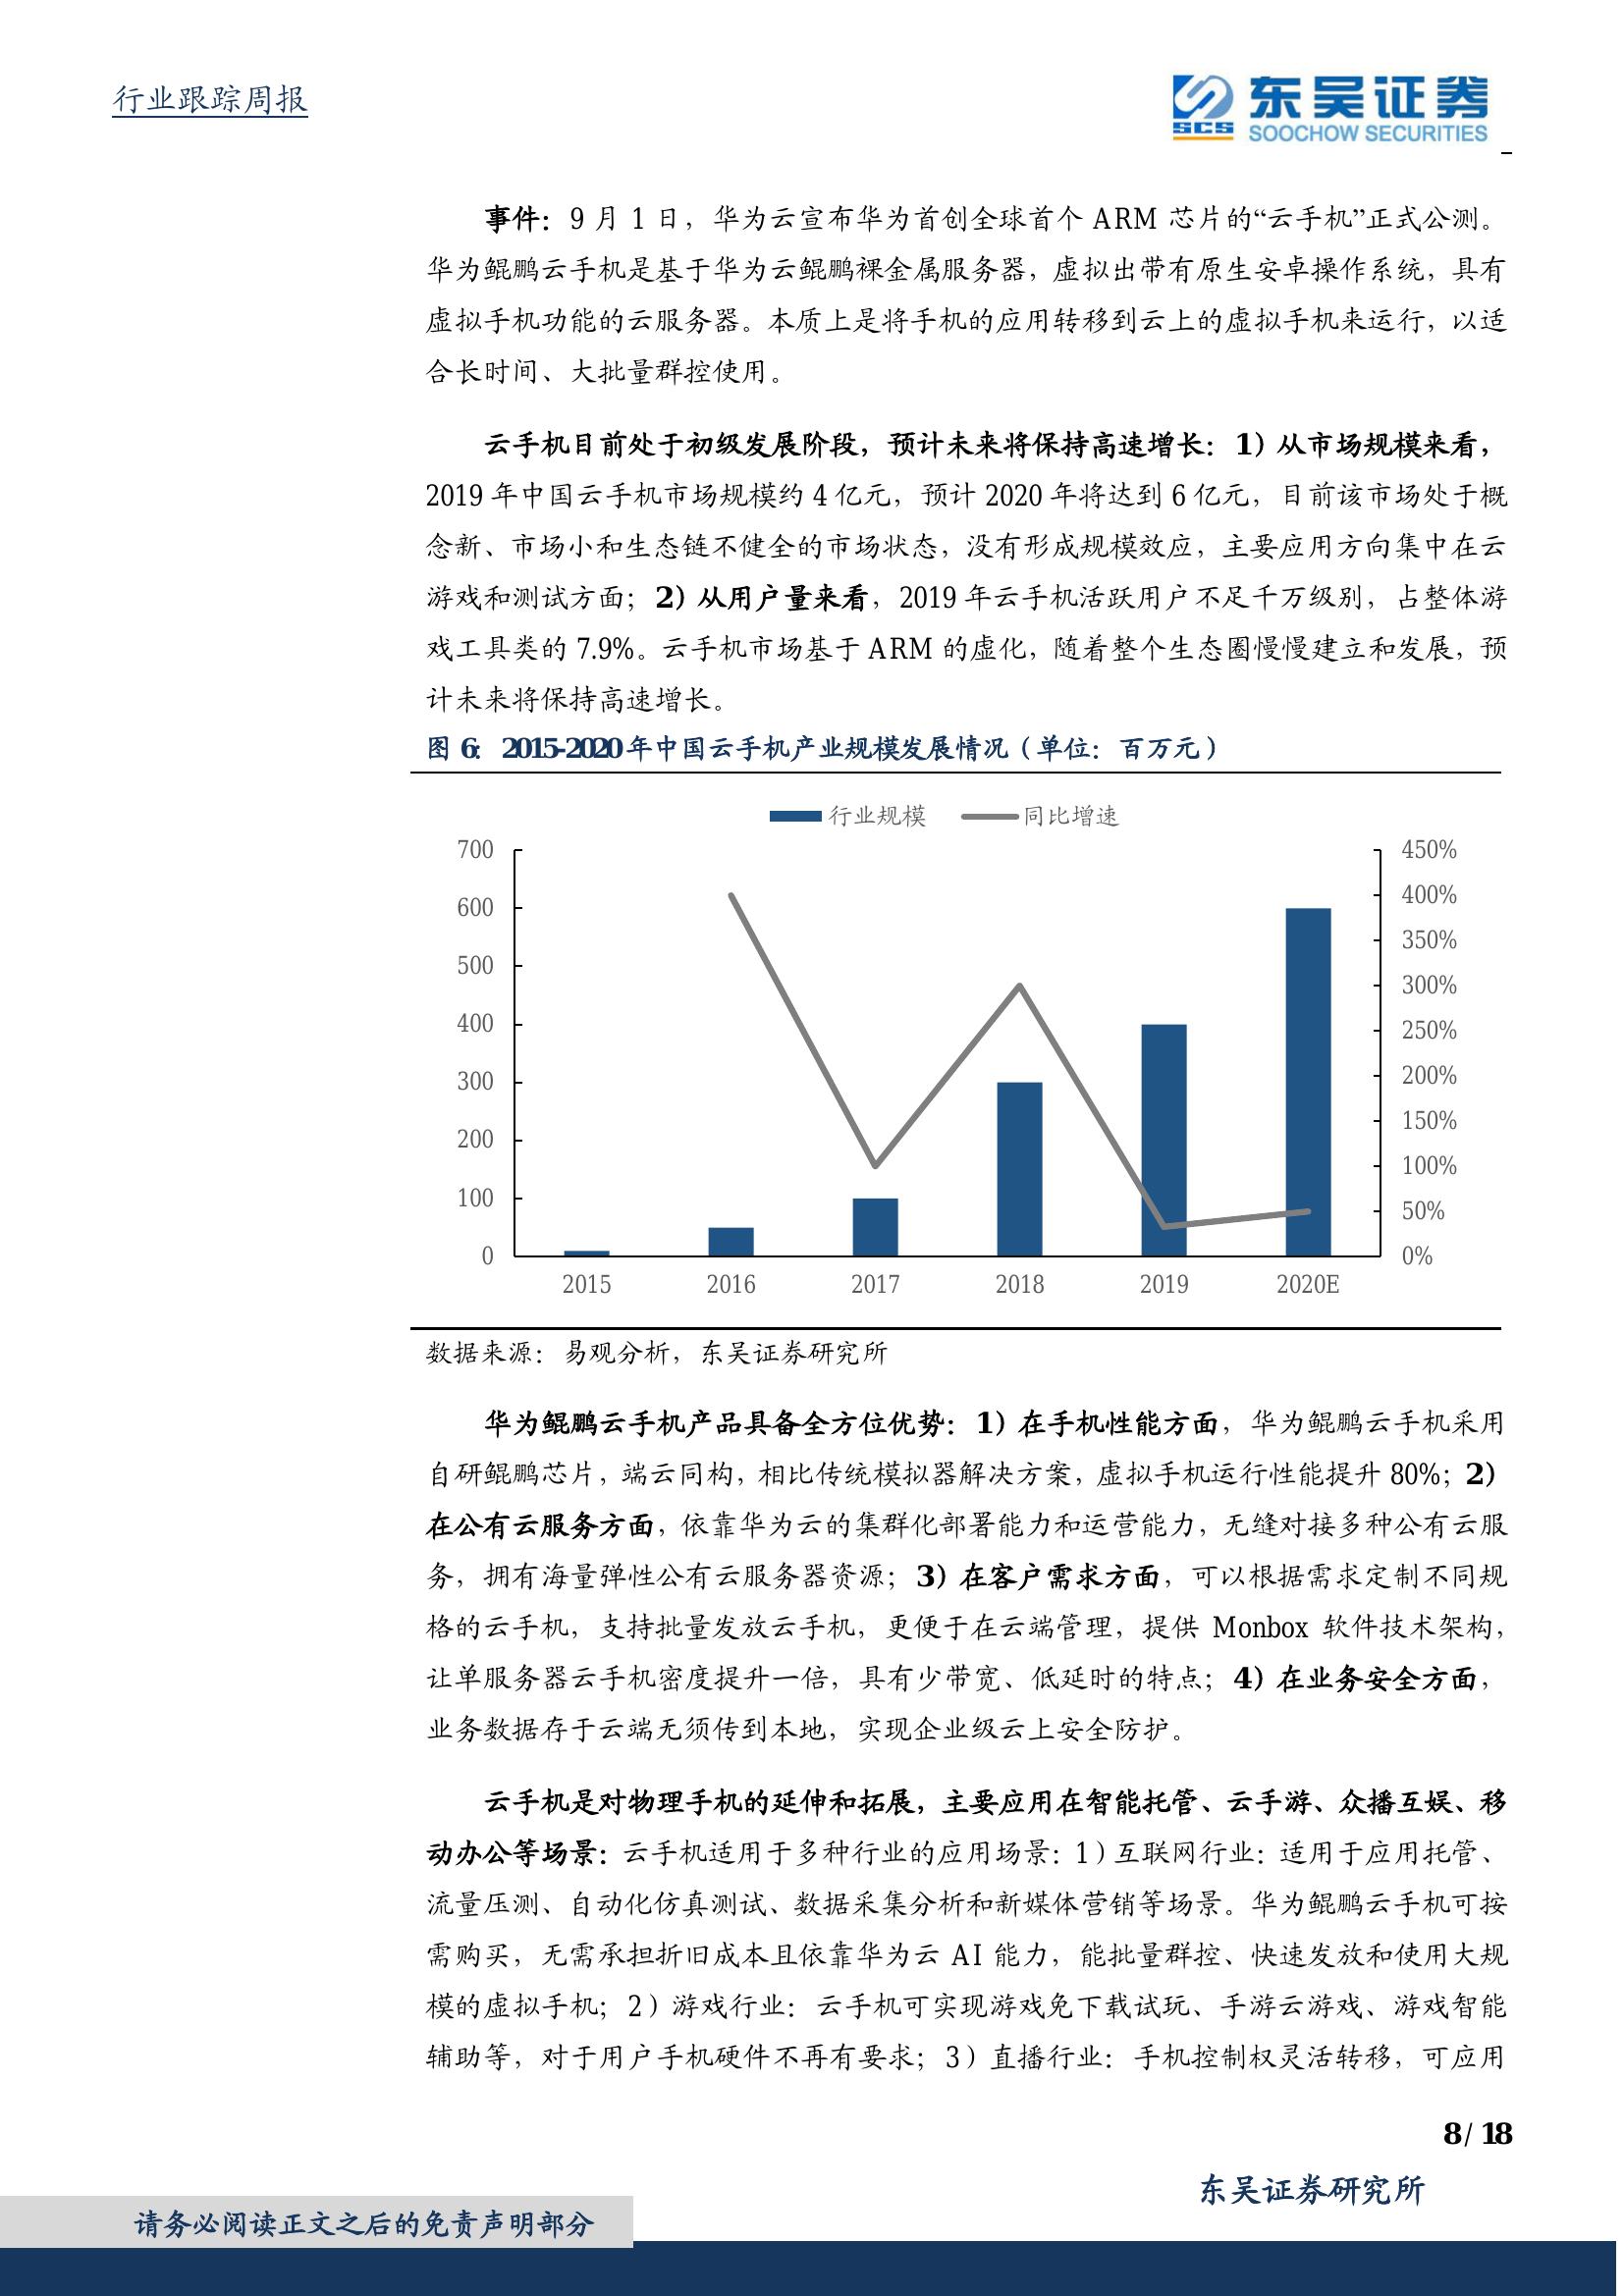 行业跟踪周报
SCS
东吴证券
SOOCHOW SECURITIES
事件：9 月 1 日，华为云宣布华为首创全球首个 ARM 芯片的“云手机”正式公测。
华为鲲鹏云手机是基于华为云鲲鹏裸金属服务器，虚拟出带有原生安卓操作系统，具有
虚拟手机功能的云服务器。本质上是将手机的应用转移到云上的虚拟手机来运行，以适
合长时间、大批量群控使用。
云手机目前处于初级发展阶段，预计未来将保持高速增长：1）从市场规模来看，
2019 年中国云手机市场规模约 4 亿元，预计 2020 年将达到 6 亿元，目前该市场处于概
念新、市场小和生态链不健全的市场状态，没有形成规模效应，主要应用方向集中在云
游戏和测试方面；2）从用户量来看，2019 年云手机活跃用户不足千万级别，占整体游
戏工具类的 7.9%。云手机市场基于 ARM 的虚化，随着整个生态圈慢慢建立和发展，预
计未来将保持高速增长。
图 6：2015-2020 年中国云手机产业规模发展情况（单位：百万元）
行业规模 同比增速
700 450%
400%
600
350%
500
300%
400
250%
300 200%
150%
200
100%
100
50%
0 0%
2015 2016 2017 2018 2019 2020E
数据来源：易观分析，东吴证券研究所
华为鲲鹏云手机产品具备全方位优势：1）在手机性能方面，华为鲲鹏云手机采用
自研鲲鹏芯片，端云同构，相比传统模拟器解决方案，虚拟手机运行性能提升 80%；2）
在公有云服务方面，依靠华为云的集群化部署能力和运营能力，无缝对接多种公有云服
务，拥有海量弹性公有云服务器资源；3）在客户需求方面，可以根据需求定制不同规
格的云手机，支持批量发放云手机，更便于在云端管理，提供 Monbox 软件技术架构，
让单服务器云手机密度提升一倍，具有少带宽、低延时的特点；4）在业务安全方面，
业务数据存于云端无须传到本地，实现企业级云上安全防护。
云手机是对物理手机的延伸和拓展，主要应用在智能托管、云手游、众播互娱、移
动办公等场景：云手机适用于多种行业的应用场景：1）互联网行业：适用于应用托管、
流量压测、自动化仿真测试、数据采集分析和新媒体营销等场景。华为鲲鹏云手机可按
需购买，无需承担折旧成本且依靠华为云 AI 能力，能批量群控、快速发放和使用大规
模的虚拟手机；2）游戏行业：云手机可实现游戏免下载试玩、手游云游戏、游戏智能
辅助等，对于用户手机硬件不再有要求；3）直播行业：手机控制权灵活转移，可应用
8 / 18
东吴证券研究所
请务必阅读正文之后的免责声明部分